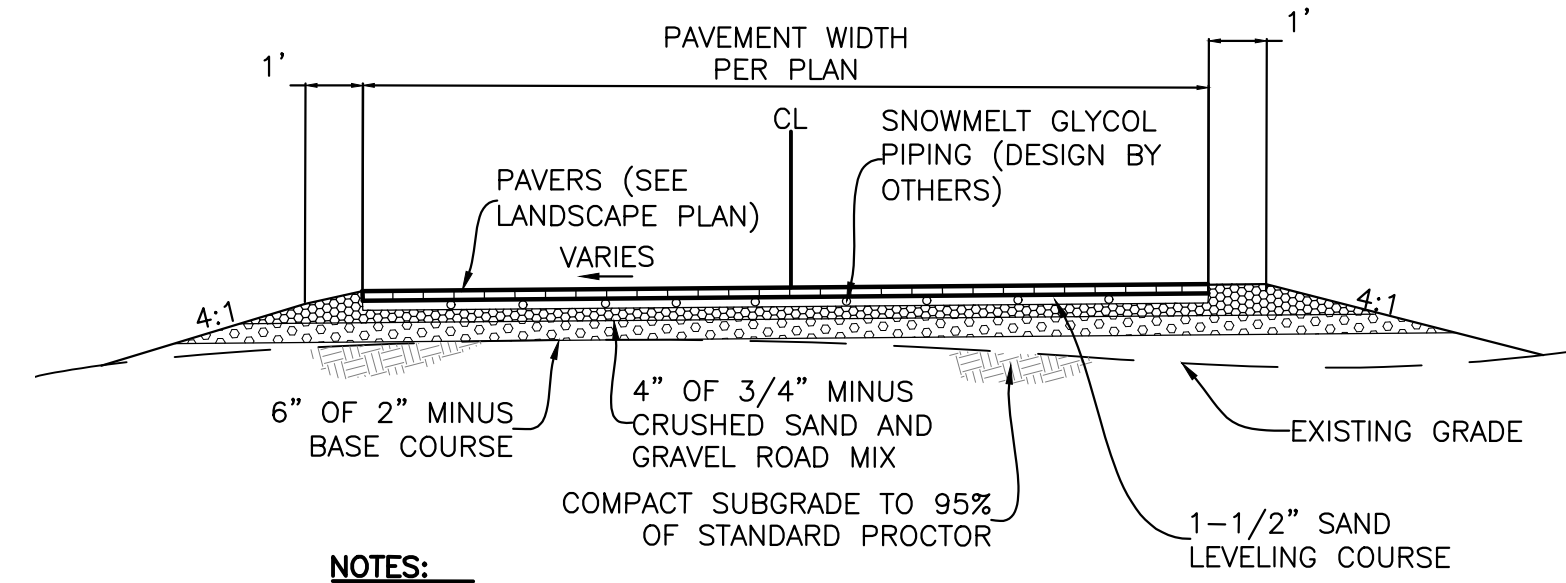 1’
PAVEMENT WIDTH
PER PLAN
1’
CL
SNOWMELT GLYCOL
PIPING (DESIGN BY
OTHERS)
PAVERS (SEE
LANDSCAPE PLAN)
VARIES
4:1
4:1
6” OF 2” MINUS
BASE COURSE
4” OF 3/4” MINUS
CRUSHED SAND AND
GRAVEL ROAD MIX
EXISTING GRADE
COMPACT SUBGRADE TO 95%
OF STANDARD PROCTOR
1-1/2” SAND
LEVELING COURSE
NOTES: